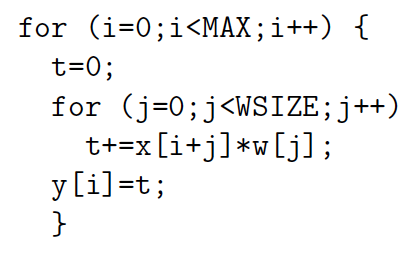 for (i=0;i<MAX;i++) {
  t=0;
  for (j=0;j<WSIZE;j++)
    t+=x[i+j]*w[j];
  y[i]=t;
  }